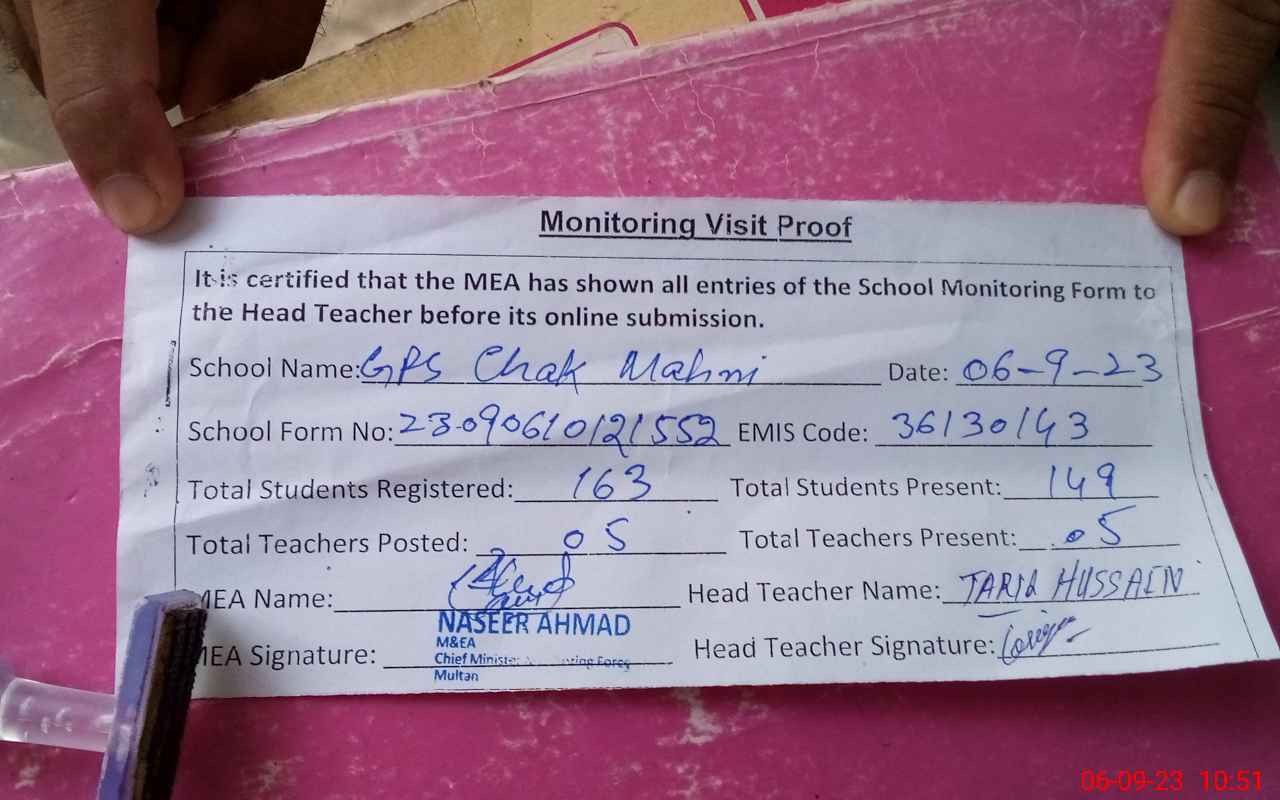 Monitoring Visit Proof
It is certified that the MEA has shown all entries of the School Monitoring Form to
the Head Teacher before its online submission.
School Name: GPS Chak Mahni Date: 06-9-23
School Form No: 23090610121552 EMIS Code: 36130143
Total Students Registered: 163 Total Students Present: 149
Total Teachers Posted: 05 Total Teachers Present: 05
MEA Name: Head Teacher Name: TARIQ HUSSAIN
NASEER AHMAD
M&EA
MEA Signature: Head Teacher Signature:
Chief Minister Force
Multan
06-09-23 10:51